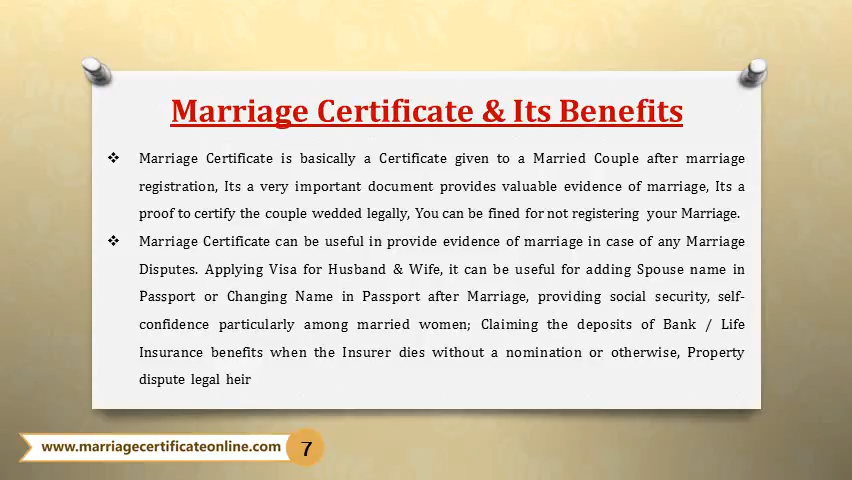 Marriage Certificate & Its Benefits
❖ Marriage Certificate is basically a Certificate given to a Married Couple after marriage
registration, Its a very important document provides valuable evidence of marriage, Its a
proof to certify the couple wedded legally, You can be fined for not registering your Marriage.
❖ Marriage Certificate can be useful in provide evidence of marriage in case of any Marriage
Disputes. Applying Visa for Husband & Wife, it can be useful for adding Spouse name in
Passport or Changing Name in Passport after Marriage, providing social security, self-
confidence particularly among married women; Claiming the deposits of Bank / Life
Insurance benefits when the Insurer dies without a nomination or otherwise, Property
dispute legal heir
www.marriagecertificateonline.com 7